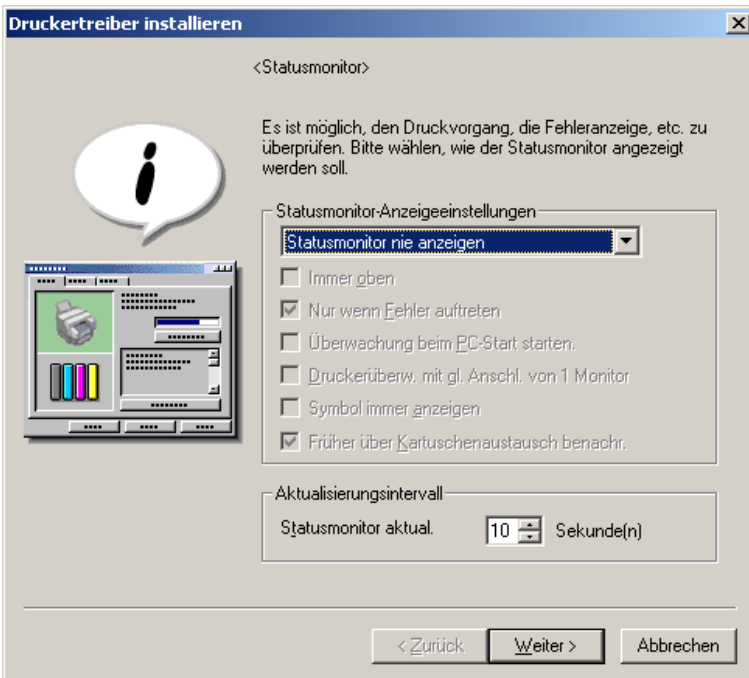 Druckertreiber installieren
<Statusmonitor>
Es ist möglich, den Druckvorgang, die Fehleranzeige, etc. zu
überprüfen. Bitte wählen, wie der Statusmonitor angezeigt
werden soll.
Statusmonitor-Anzeigeeinstellungen
Statusmonitor nie anzeigen
Immer oben
Nur wenn Fehler auftreten
Überwachung beim PC-Start starten.
Druckerüberw. mit gl. Anschl. von 1 Monitor
Symbol immer anzeigen
Früher über Kartuschenaustausch benachr.
Aktualisierungsintervall
Statusmonitor aktual. 10 Sekunde(n)
< Zurück Weiter > Abbrechen